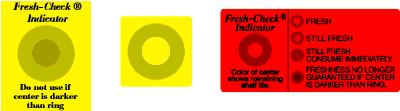 Fresh-Check®
Indicator
Do not use if
center is darker
than ring
Fresh-Check®
Indicator
Color of center
shows remaining
shelf life.
FRESH
STILL FRESH
STILL FRESH
CONSUME IMMEDIATELY.
FRESHNESS NO LONGER
GUARANTEED IF CENTER
IS DARKER THAN RING.